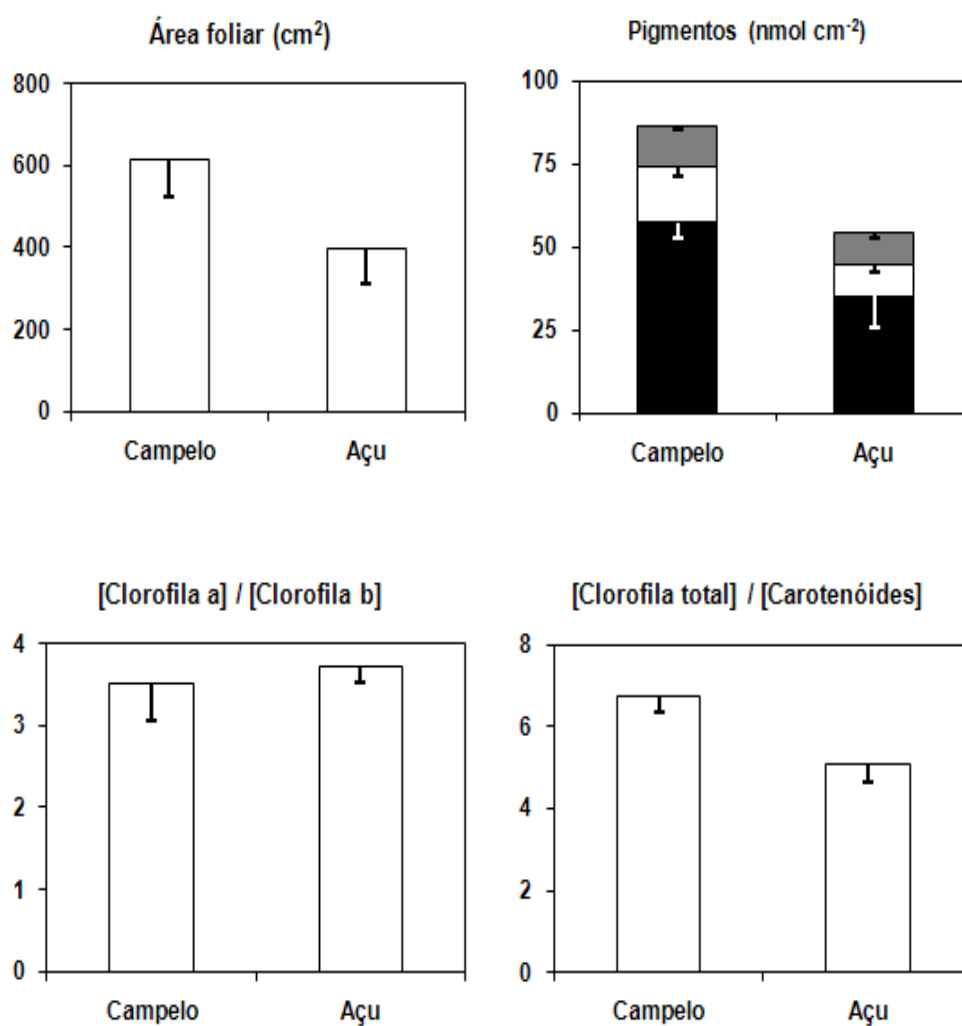 Área foliar (cm²)
800
600
400
200
0
Campelo Açu
Pigmentos (nmol cm⁻²)
100
75
50
25
0
Campelo Açu
[Clorofila a] / [Clorofila b]
4
3
2
1
0
Campelo Açu
[Clorofila total] / [Carotenóides]
8
6
4
2
0
Campelo Açu